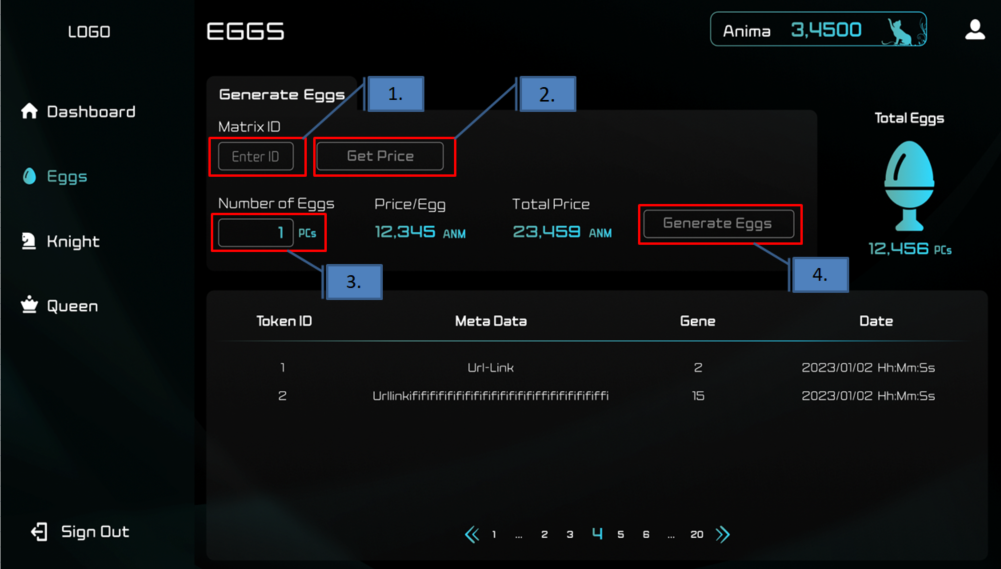 LOGO
EGGS
Anima 3,4500
Dashboard
Eggs
Knight
Queen
Sign Out
Generate Eggs
1.
2.
Matrix ID
Enter ID
Get Price
Number of Eggs
Price/Egg
Total Price
1 PCs
12,345 ANM
23,459 ANM
Generate Eggs
3.
4.
Total Eggs
12,456 PCs
Token ID Meta Data Gene Date
1 Url-Link 2 2023/01/02 Hh:Mm:Ss
15 2023/01/02 Hh:Mm:Ss
2
« 1 ... 2 3 4 5 6 ... 20 »